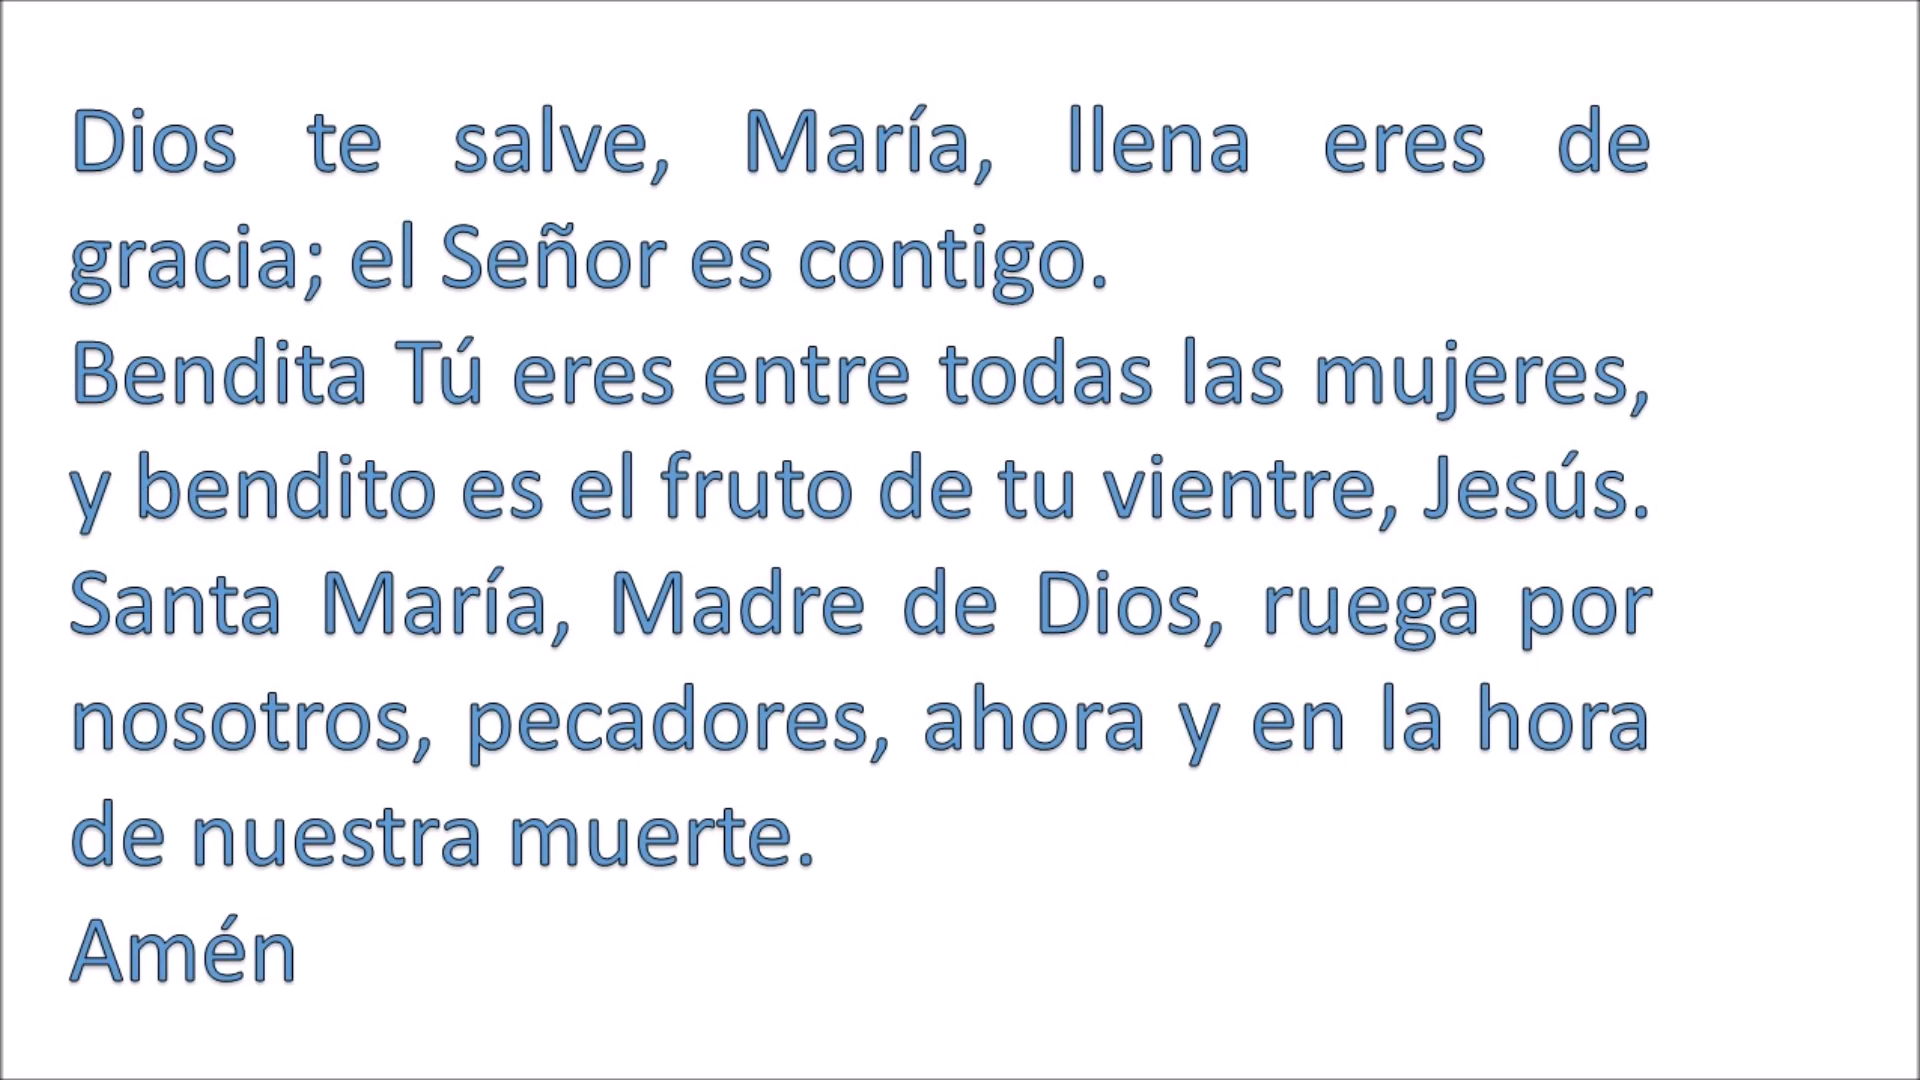 Dios te salve, María, llena eres de
gracia; el Señor es contigo.
Bendita Tú eres entre todas las mujeres,
y bendito es el fruto de tu vientre, Jesús.
Santa María, Madre de Dios, ruega por
nosotros, pecadores, ahora y en la hora
de nuestra muerte.
Amén